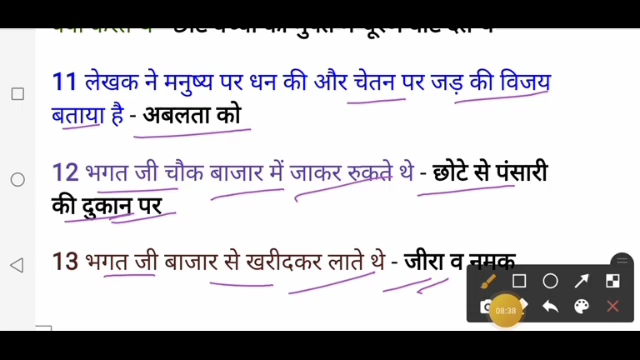 11 लेखक ने मनुष्य पर धन की और चेतन पर जड़ की विजय
बताया है - अबलता को
12 भगत जी चौक बाजार में जाकर रुकते थे - छोटे से पंसारी
की दुकान पर
13 भगत जी बाजार से खरीदकर लाते थे - जीरा व नमक
08:38